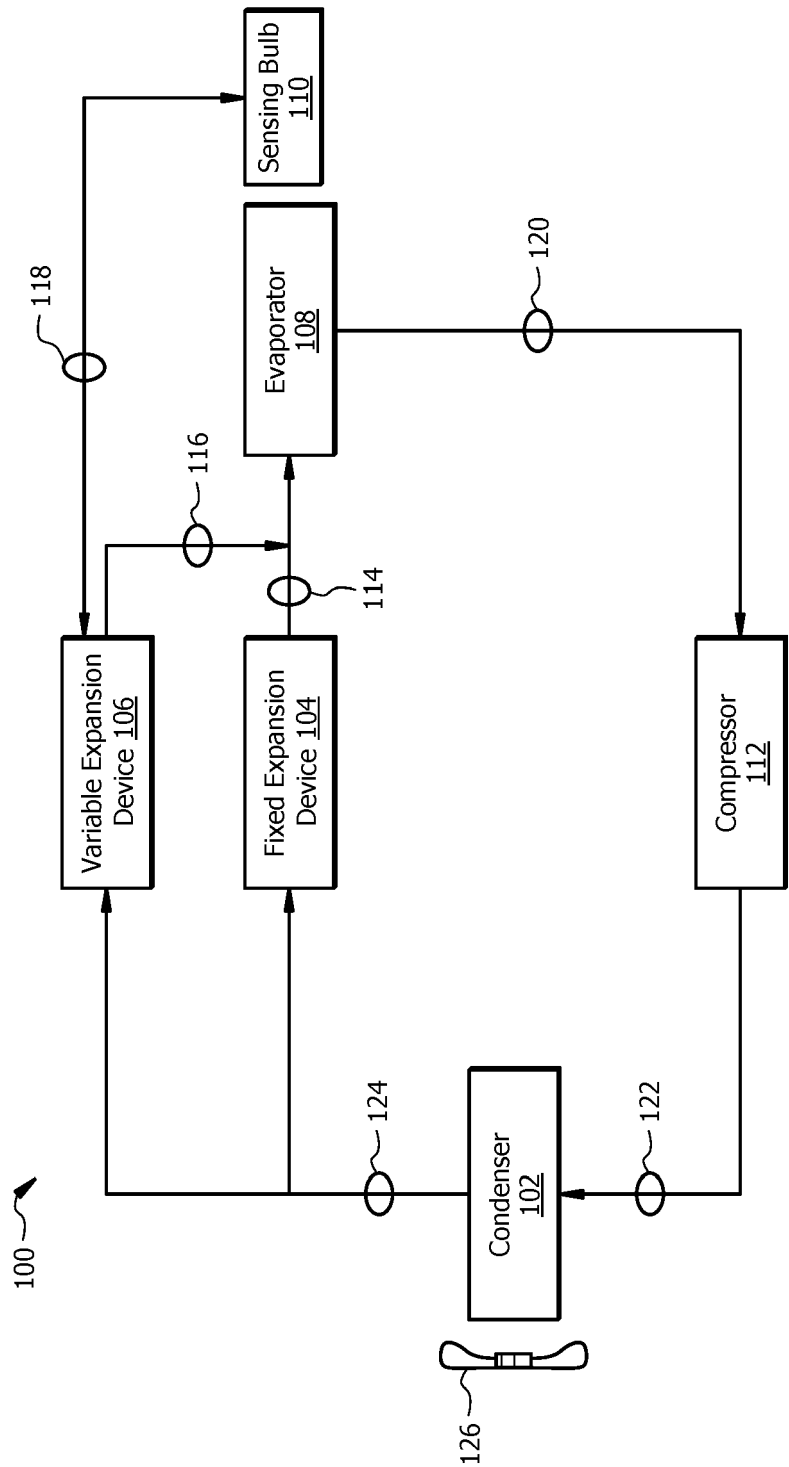 100
118
Variable Expansion
Device 106
116
Sensing Bulb
110
Fixed Expansion
Device 104
114
Evaporator
108
124
120
126
Condenser
102
122
Compressor
112